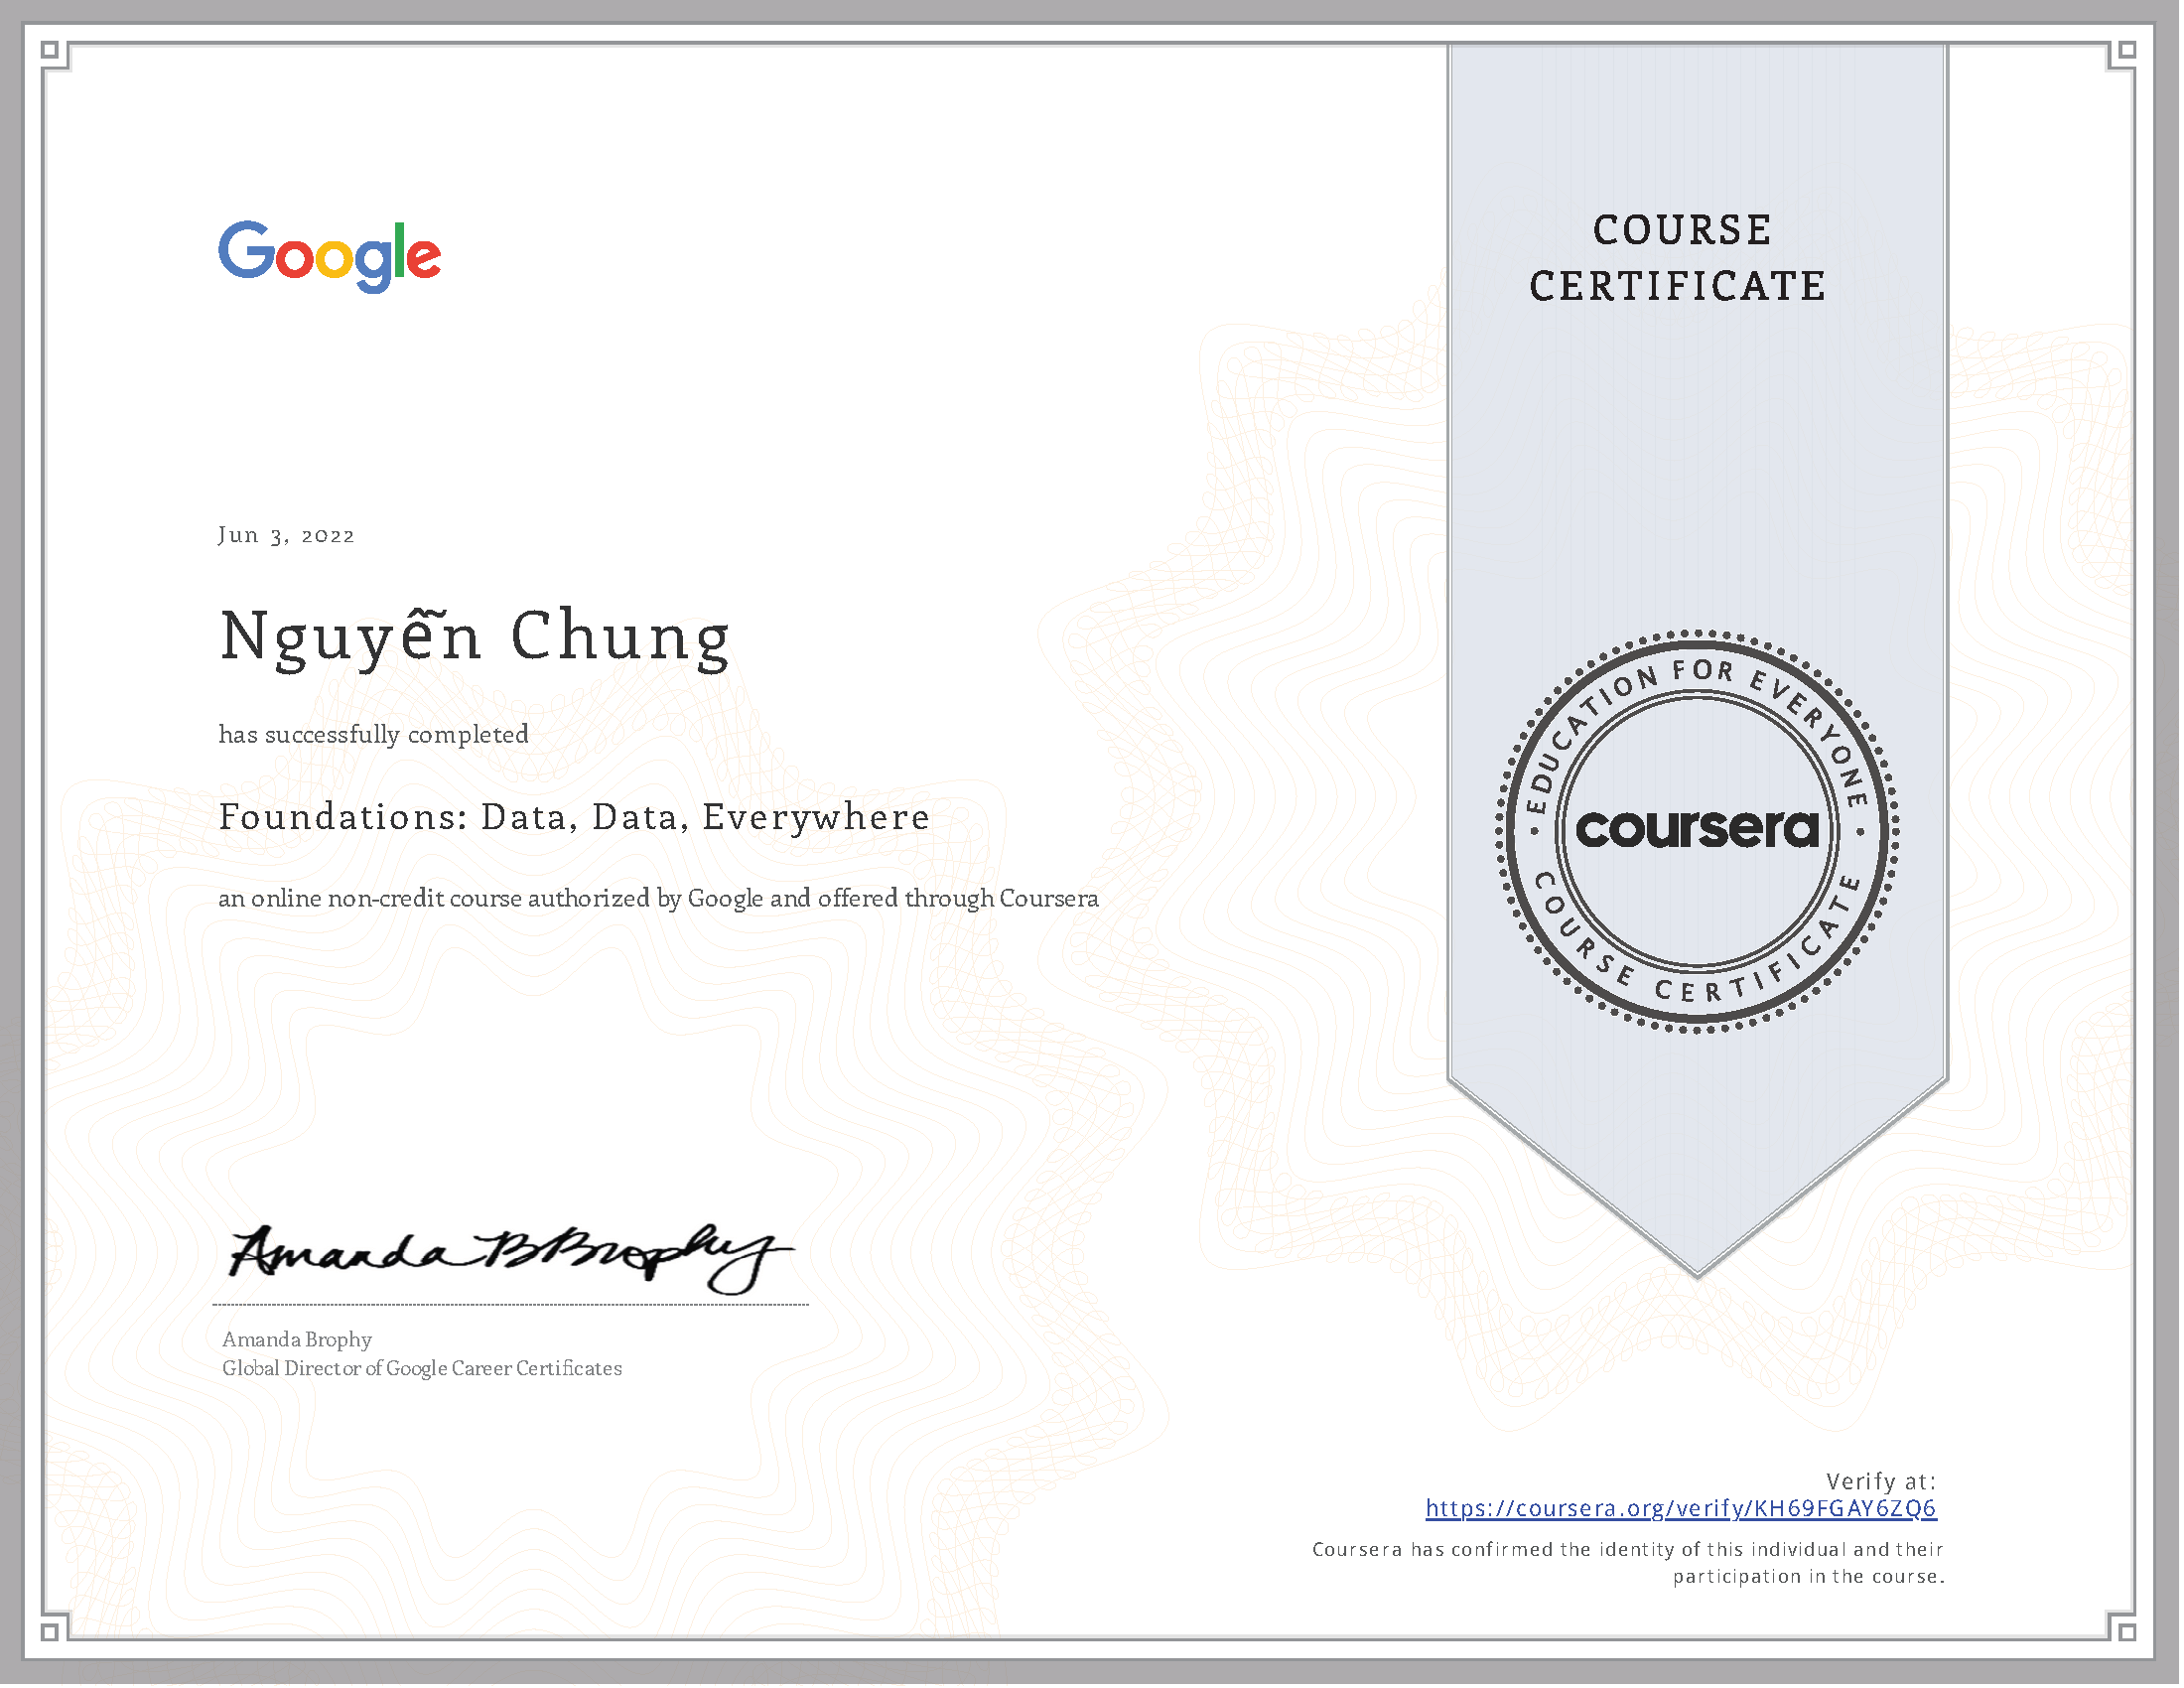 Google
COURSE
CERTIFICATE
Jun 3, 2022
Nguyễn Chung
has successfully completed
Foundations: Data, Data, Everywhere
an online non-credit course authorized by Google and offered through Coursera
EDUCATION FOR EVERYONE
coursera
COURSE CERTIFICATE
Amanda B Brophy
Amanda Brophy
Global Director of Google Career Certificates
Verify at:
https://coursera.org/verify/KH69FGAY6ZQ6
Coursera has confirmed the identity of this individual and their
participation in the course.